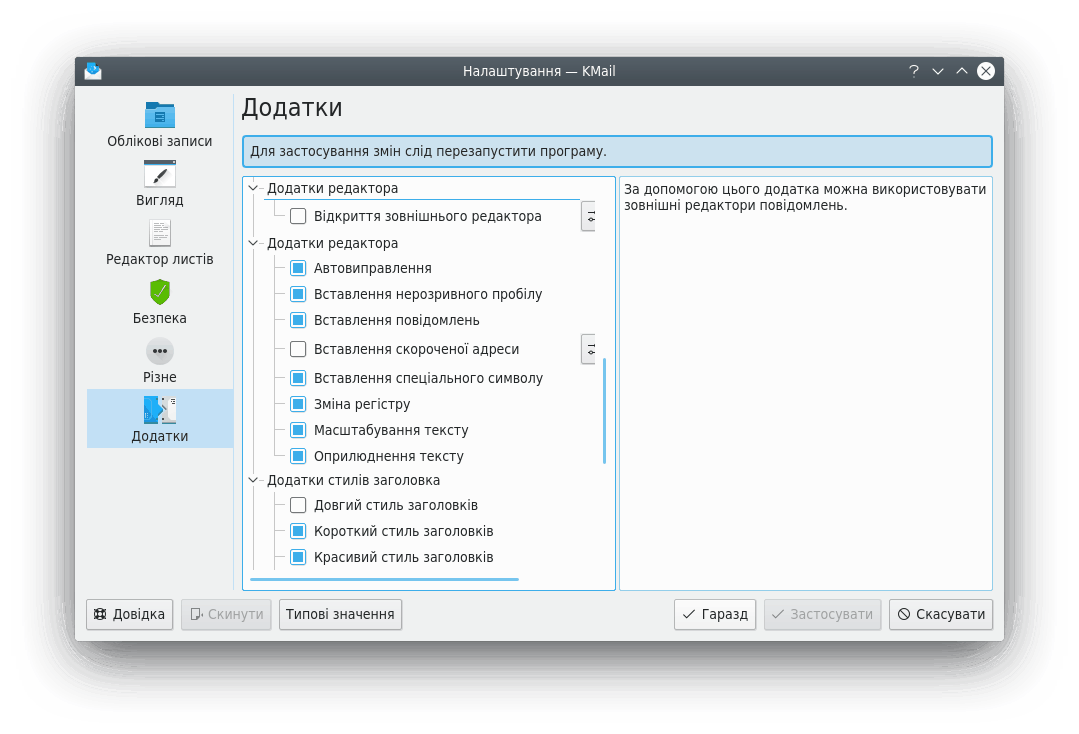 Налаштування — KMail
Облікові записи
Вигляд
Редактор листів
Безпека
Різне
Додатки
Додатки
Для застосування змін слід перезапустити програму.
Додатки редактора
Відкриття зовнішнього редактора
Додатки редактора
Автовиправлення
Вставлення нерозривного пробілу
Вставлення повідомлень
Вставлення скороченої адреси
Вставлення спеціального символу
Зміна регістру
Масштабування тексту
Оприлюднення тексту
Додатки стилів заголовка
Довгий стиль заголовків
Короткий стиль заголовків
Красивий стиль заголовків
За допомогою цього додатка можна використовувати
зовнішні редактори повідомлень.
Довідка
Скинути
Типові значення
Гаразд
Застосувати
Скасувати